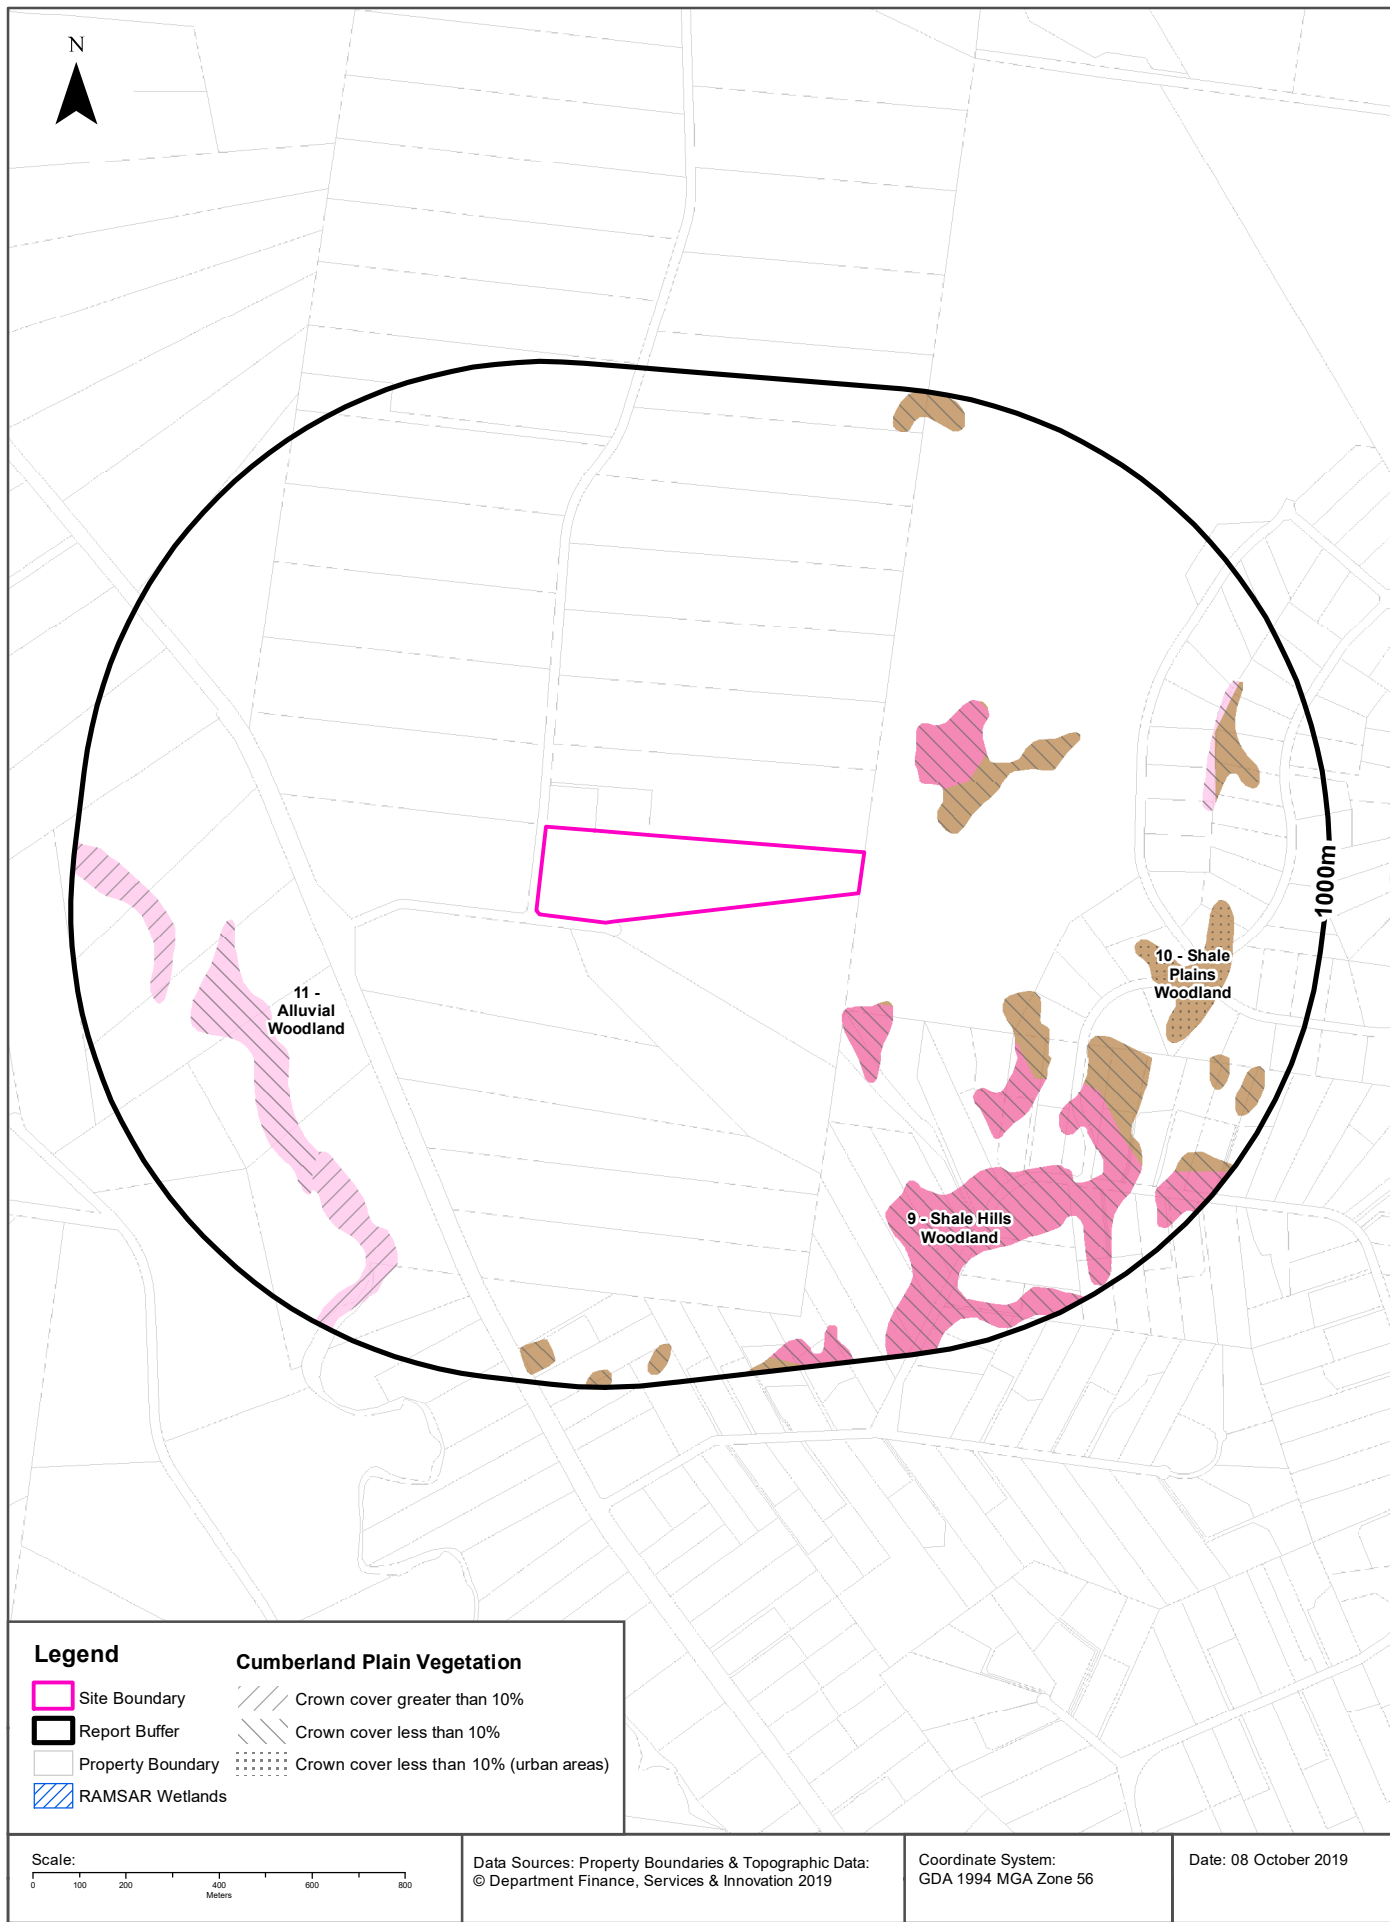 N
1000m
10 - Shale
Plains
Woodland
11 -
Alluvial
Woodland
9 - Shale Hills
Woodland
Legend
Site Boundary
Report Buffer
Property Boundary
RAMSAR Wetlands
Cumberland Plain Vegetation
Crown cover greater than 10%
Crown cover less than 10%
Crown cover less than 10% (urban areas)
Scale:
0 100 200 400 600 800
Meters
Data Sources: Property Boundaries & Topographic Data:
© Department Finance, Services & Innovation 2019
Coordinate System:
GDA 1994 MGA Zone 56
Date: 08 October 2019